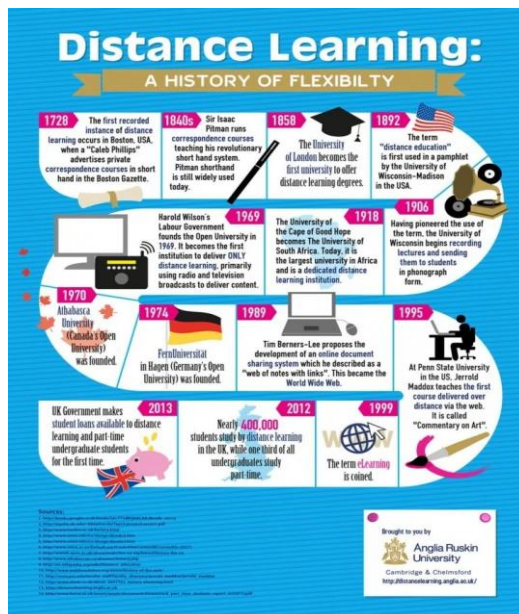 Distance Learning:
A HISTORY OF FLEXIBILTY
1728
The first recorded
instance of distance
learning occurs in Boston, USA,
when a "Caleb Phillips"
advertises private
correspondence courses in short
hand in the Boston Gazette.
1840s
Sir Isaac
Pitman runs
correspondence courses
teaching his revolutionary
short hand system.
Pitman shorthand
is still widely used
today.
1858
The University
of London becomes the
first university to offer
distance learning degrees.
1892
The term
"distance education"
is first used in a pamphlet
by the University of
Wisconsin-Madison
in the USA.
1906
Having pioneered the use of
the term, the University of
Wisconsin begins recording
lectures and sending
them to students
in phonograph
form.
1918
The University of the
Cape of Good Hope
becomes The University of
South Africa. Today, it is
the largest university in Africa
and is a dedicated distance
learning institution.
1969
Harold Wilson's
Labour Government
founds the Open University in
1969. It becomes the first
institution to deliver ONLY
distance learning, primarily
using radio and television
broadcasts to deliver content.
1970
Athabasca
University
(Canada's Open
University)
was founded.
1974
FernUniversität
in Hagen (Germany's Open
University) was founded.
1989
Tim Berners-Lee proposes the
development of an online document
sharing system which he described as a
"web of notes with links". This became the
World Wide Web.
1995
At Penn State University
in the US, Jerrold
Maddox teaches the first
course delivered over
distance via the web.
It is called
"Commentary on Art".
1999
WWW
The term eLearning
is coined.
2012
Nearly 400,000
students study by distance learning
in the UK, while one third of all
undergraduates study
part-time.
2013
UK Government makes
student loans available to distance
learning and part-time
undergraduate students
for the first time.
Sources:
Brought to you by
Anglia Ruskin
University
Cambridge & Chelmsford
http://distancelearning.anglia.ac.uk/